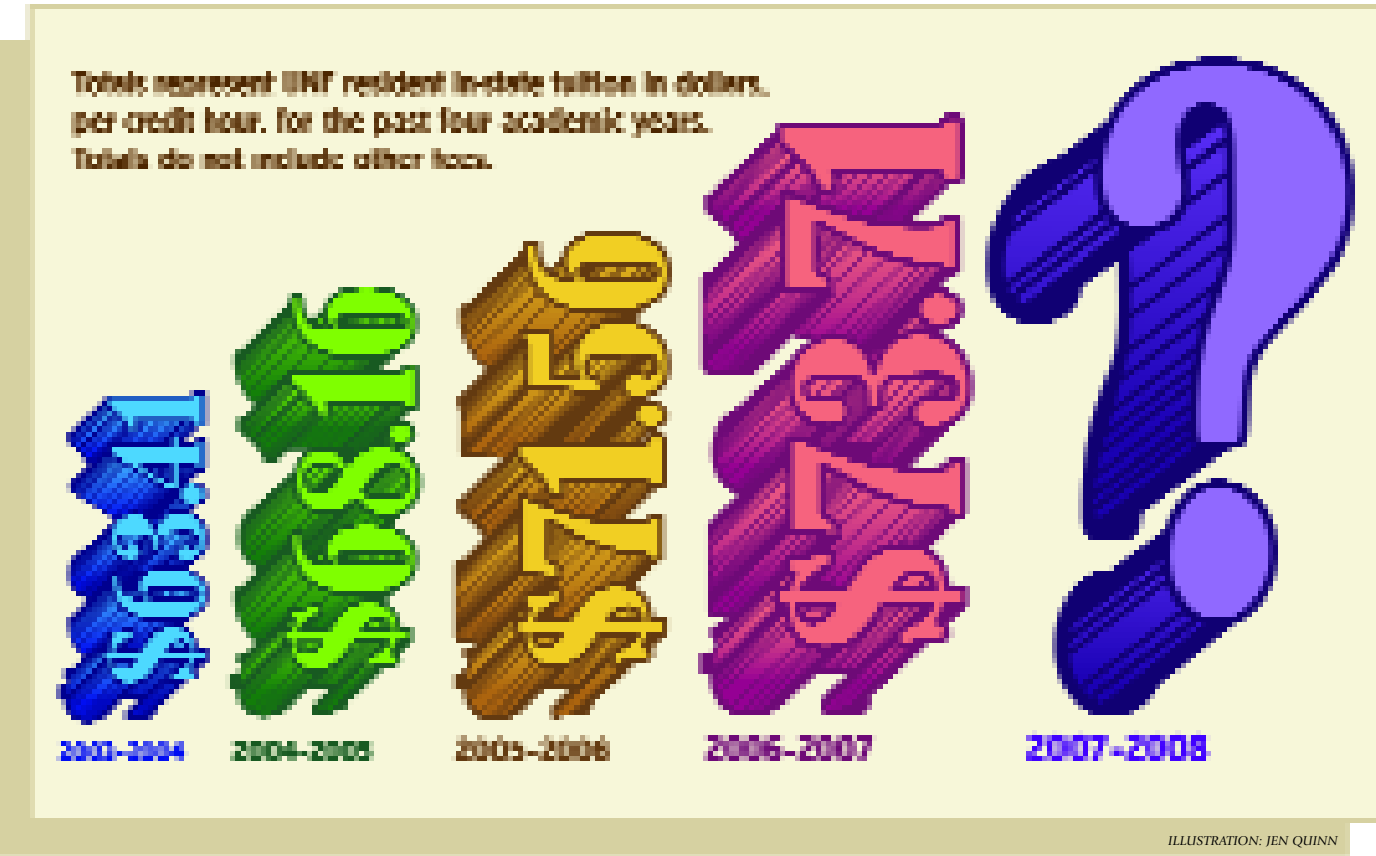 Totals represent UNF resident in-state tuition in dollars,
per credit hour, for the past four academic years.
Totals do not include other fees.
$63.41
$68.16
$71.56
$73.71
?
2003-2004
2004-2005
2005-2006
2006-2007
2007-2008
ILLUSTRATION: JEN QUINN